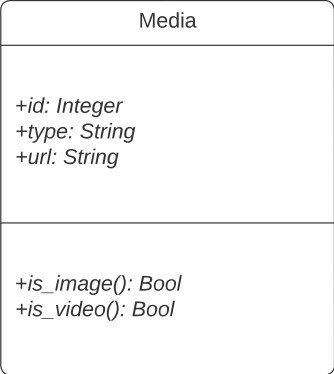 Media
+id: Integer
+type: String
+url: String
+is_image(): Bool
+is_video(): Bool